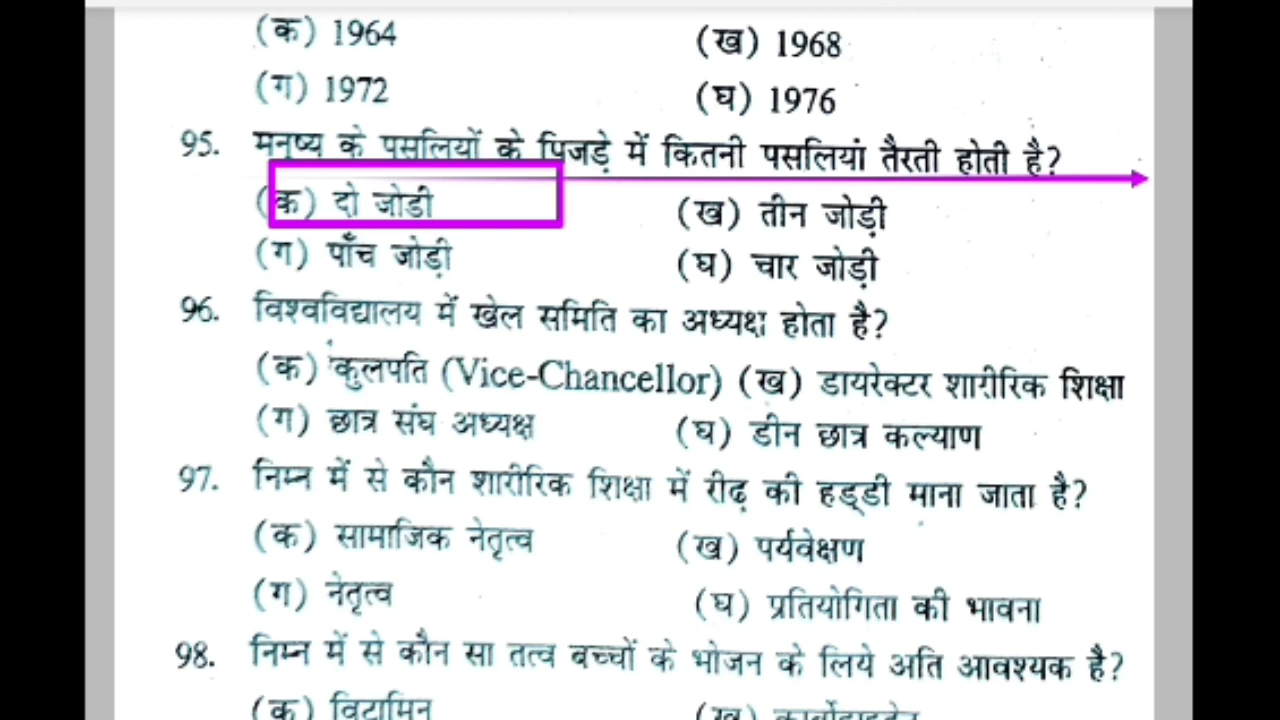 (क) 1964 (ख) 1968
(ग) 1972 (घ) 1976
95. मनुष्य के पसलियों के पिजड़े में कितनी पसलियां तैरती होती है?
(क) दो जोडी (ख) तीन जोड़ी
(ग) पाँच जोड़ी (घ) चार जोड़ी
96. विश्वविद्यालय में खेल समिति का अध्यक्ष होता है?
(क) कुलपति (Vice-Chancellor) (ख) डायरेक्टर शारीरिक शिक्षा
(ग) छात्र संघ अध्यक्ष (घ) डीन छात्र कल्याण
97. निम्न में से कौन शारीरिक शिक्षा में रीढ़ की हड्डी माना जाता है?
(क) सामाजिक नेतृत्व (ख) पर्यवेक्षण
(ग) नेतृत्व (घ) प्रतियोगिता की भावना
98. निम्न में से कौन सा तत्व बच्चों के भोजन के लिये अति आवश्यक है?
(क) विटामिन (ख)